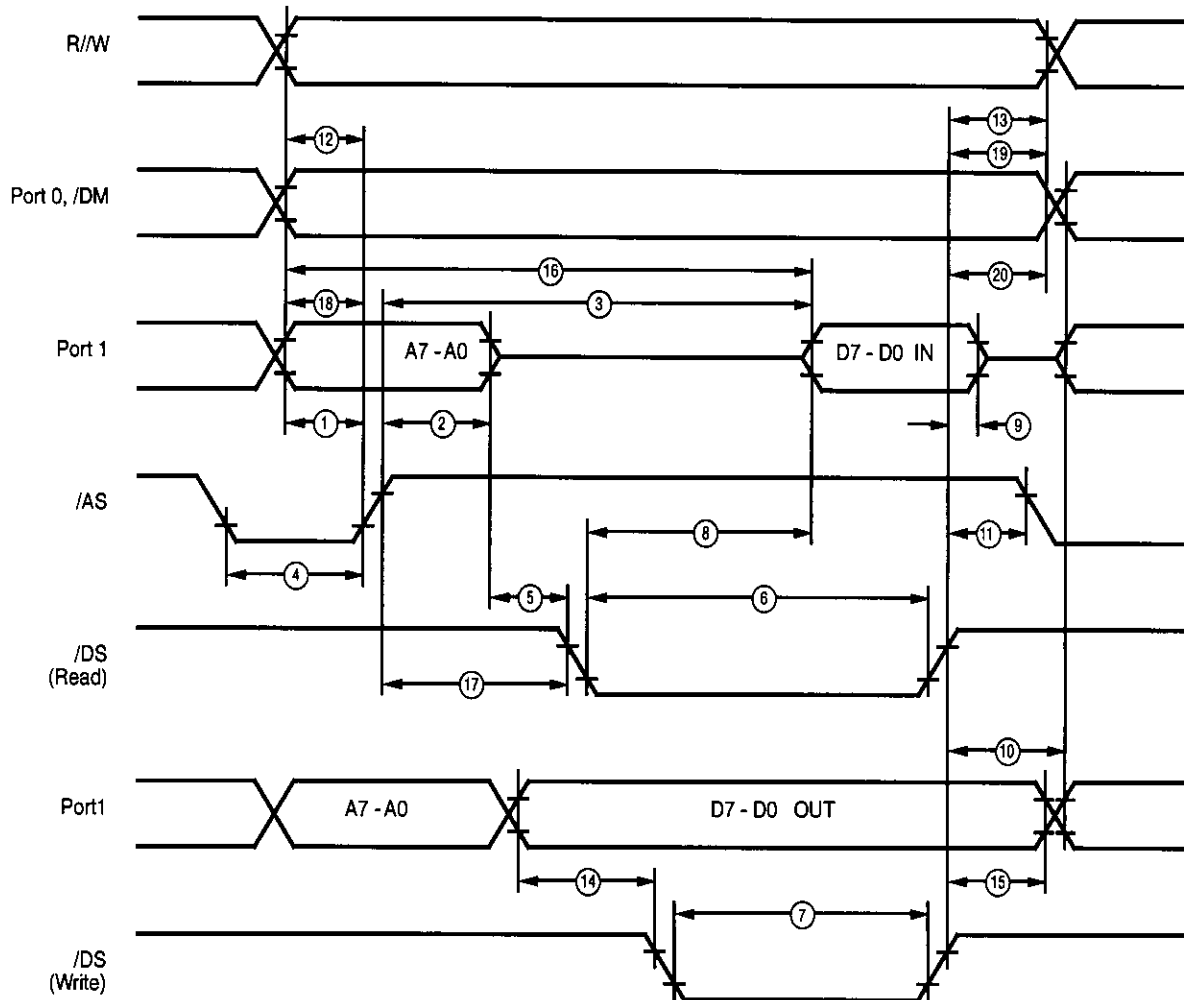 R//W
12
13
19
Port 0, /DM
16
20
18
3
Port 1
A7 - A0
D7 - D0 IN
1
2
9
/AS
8
11
4
5
6
/DS
(Read)
17
10
Port1
A7 - A0
D7 - D0 OUT
14
15
7
/DS
(Write)